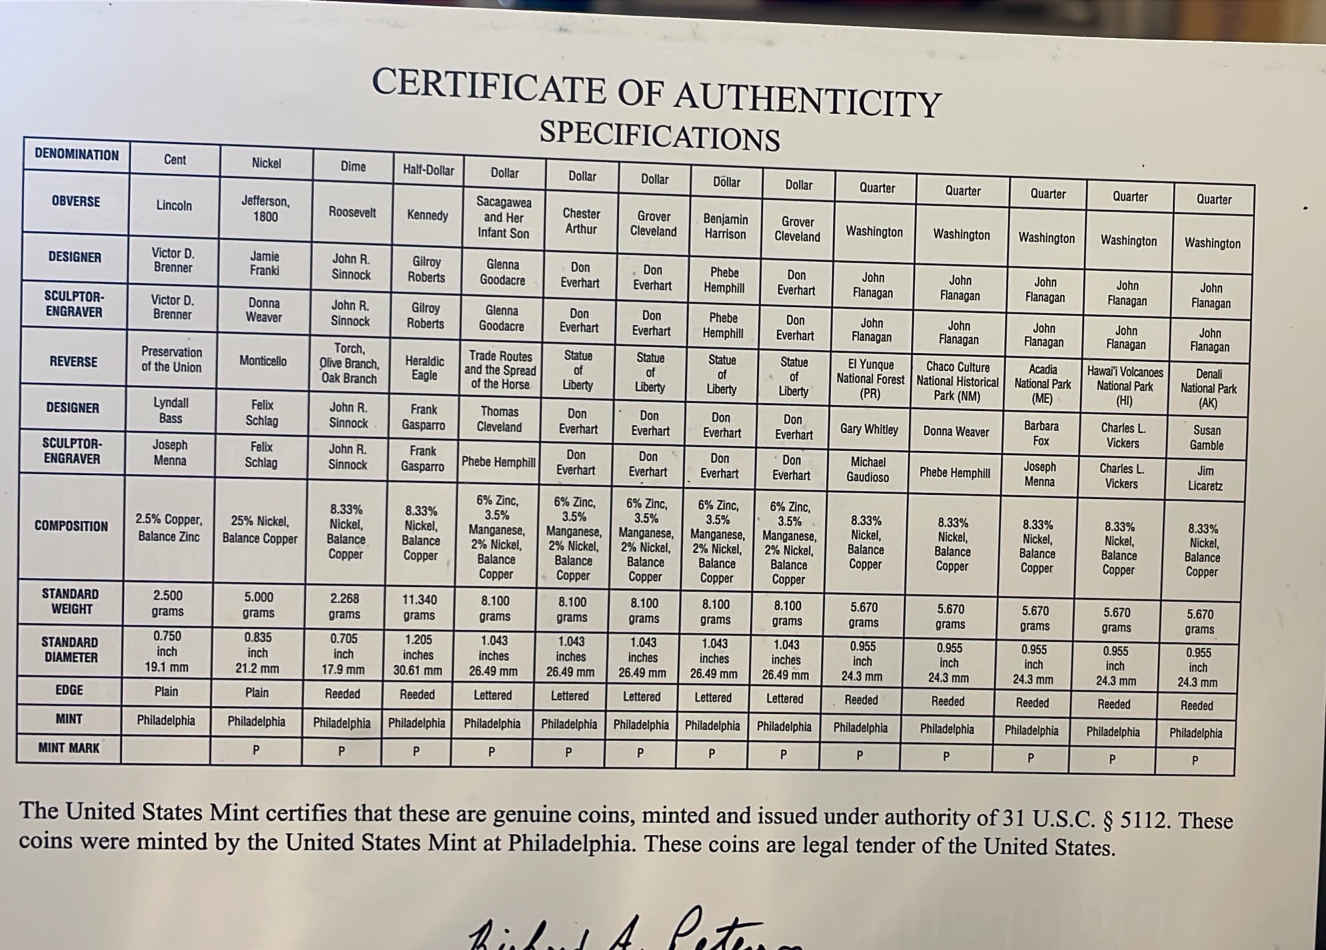 CERTIFICATE OF AUTHENTICITY
SPECIFICATIONS
DENOMINATION Cent Nickel Dime Half-Dollar Dollar Dollar Dollar Dollar Dollar Quarter Quarter Quarter Quarter Quarter
OBVERSE Lincoln Jefferson, 1800 Roosevelt Kennedy Sacagawea and Her Infant Son Chester Arthur Grover Cleveland Benjamin Harrison Grover Cleveland Washington Washington Washington Washington Washington
DESIGNER Victor D. Brenner Jamie Franki John R. Sinnock Gilroy Roberts Glenna Goodacre Don Everhart Don Everhart Phebe Hemphill Don Everhart John Flanagan John Flanagan John Flanagan John Flanagan John Flanagan
SCULPTOR-ENGRAVER Victor D. Brenner Donna Weaver John R. Sinnock Gilroy Roberts Glenna Goodacre Don Everhart Don Everhart Phebe Hemphill Don Everhart John Flanagan John Flanagan John Flanagan John Flanagan John Flanagan
REVERSE Preservation of the Union Monticello Torch, Olive Branch, Oak Branch Heraldic Eagle Trade Routes and the Spread of the Horse Statue of Liberty Statue of Liberty Statue of Liberty Statue of Liberty El Yunque National Forest (PR) Chaco Culture National Historical Park (NM) Acadia National Park (ME) Hawai'i Volcanoes National Park (HI) Denali National Park (AK)
DESIGNER Lyndall Bass Felix Schlag John R. Sinnock Frank Gasparro Thomas Cleveland Don Everhart Don Everhart Don Everhart Don Everhart Gary Whitley Donna Weaver Barbara Fox Charles L. Vickers Susan Gamble
SCULPTOR-ENGRAVER Joseph Menna Felix Schlag John R. Sinnock Frank Gasparro Phebe Hemphill Don Everhart Don Everhart Don Everhart Don Everhart Michael Gaudioso Phebe Hemphill Joseph Menna Charles L. Vickers Jim Licaretz
COMPOSITION 2.5% Copper, Balance Zinc 25% Nickel, Balance Copper 8.33% Nickel, Balance Copper 8.33% Nickel, Balance Copper 6% Zinc, 3.5% Manganese, 2% Nickel, Balance Copper 6% Zinc, 3.5% Manganese, 2% Nickel, Balance Copper 6% Zinc, 3.5% Manganese, 2% Nickel, Balance Copper 6% Zinc, 3.5% Manganese, 2% Nickel, Balance Copper 6% Zinc, 3.5% Manganese, 2% Nickel, Balance Copper 8.33% Nickel, Balance Copper 8.33% Nickel, Balance Copper 8.33% Nickel, Balance Copper 8.33% Nickel, Balance Copper 8.33% Nickel, Balance Copper
STANDARD WEIGHT 2.500 grams 5.000 grams 2.268 grams 11.340 grams 8.100 grams 8.100 grams 8.100 grams 8.100 grams 8.100 grams 5.670 grams 5.670 grams 5.670 grams 5.670 grams 5.670 grams
STANDARD DIAMETER 0.750 inch 19.1 mm 0.835 inch 21.2 mm 0.705 inch 17.9 mm 1.205 inches 30.61 mm 1.043 inches 26.49 mm 1.043 inches 26.49 mm 1.043 inches 26.49 mm 1.043 inches 26.49 mm 1.043 inches 26.49 mm 0.955 inch 24.3 mm 0.955 inch 24.3 mm 0.955 inch 24.3 mm 0.955 inch 24.3 mm 0.955 inch 24.3 mm
EDGE Plain Plain Reeded Reeded Lettered Lettered Lettered Lettered Lettered Reeded Reeded Reeded Reeded Reeded
MINT Philadelphia Philadelphia Philadelphia Philadelphia Philadelphia Philadelphia Philadelphia Philadelphia Philadelphia Philadelphia Philadelphia Philadelphia Philadelphia Philadelphia
MINT MARK P P P P P P P P P P P P P
The United States Mint certifies that these are genuine coins, minted and issued under authority of 31 U.S.C. § 5112. These
coins were minted by the United States Mint at Philadelphia. These coins are legal tender of the United States.
Richard A. Peterson